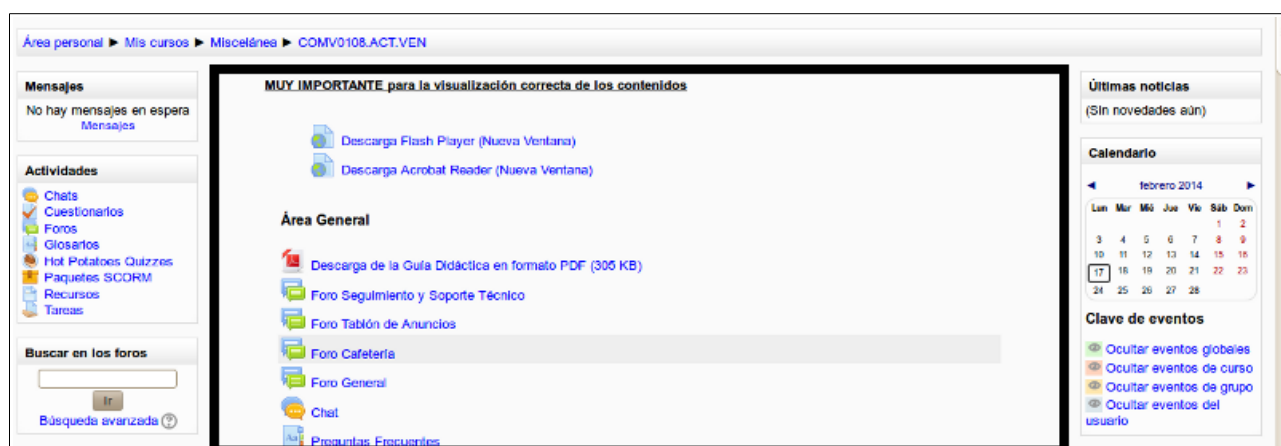 Área personal ► Mis cursos ► Miscelánea ► COMV0108.ACT.VEN
Mensajes
No hay mensajes en espera
Mensajes
Actividades
Chats
Cuestionarios
Foros
Glosarios
Hot Potatoes Quizzes
Paquetes SCORM
Recursos
Tareas
Buscar en los foros
Ir
Búsqueda avanzada
MUY IMPORTANTE para la visualización correcta de los contenidos
Descarga Flash Player (Nueva Ventana)
Descarga Acrobat Reader (Nueva Ventana)
Área General
Descarga de la Guía Didáctica en formato PDF (305 KB)
Foro Seguimiento y Soporte Técnico
Foro Tablón de Anuncios
Foro Cafetería
Foro General
Chat
Preguntas Frecuentes
Últimas noticias
(Sin novedades aún)
Calendario
◄ febrero 2014 ►
Lun Mar Mié Jue Vie Sáb Dom
1 2
3 4 5 6 7 8 9
10 11 12 13 14 15 16
17 18 19 20 21 22 23
24 25 26 27 28
Clave de eventos
Ocultar eventos globales
Ocultar eventos de curso
Ocultar eventos de grupo
Ocultar eventos del
usuario